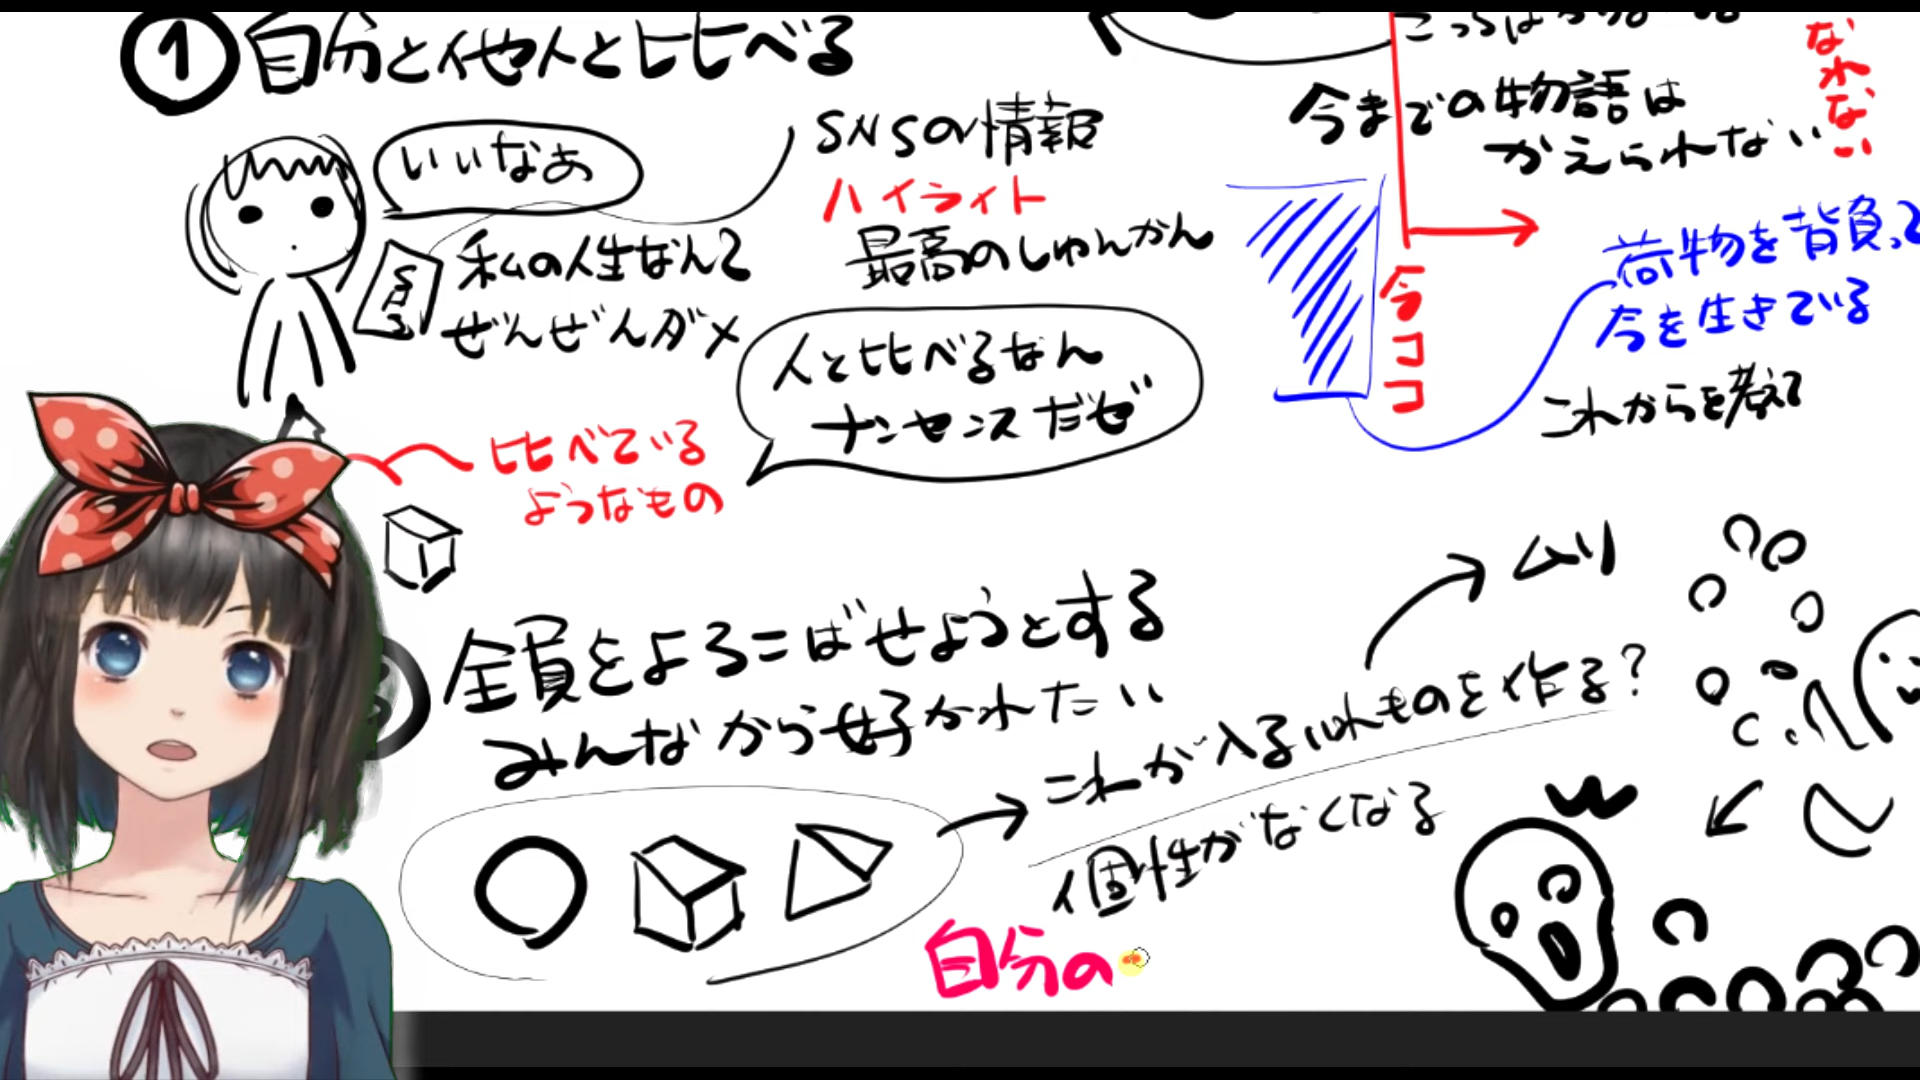 ① 自分と他人と比べる
いいなあ
SNS
私の人生なんて
ぜんぜんダメ
SNSの情報
ハイライト
最高のしゅんかん
人と比べるなん
ナンセンスだぜ
比べている
ようなもの
なれない
今までの物語は
かえられない
今ココ
荷物を背負って
今を生きている
これからを考えて
全員をよろこばせようとする
みんなから好かれたい
これが入るいれものを作る?
ムリ
個性がなくなる
自分の